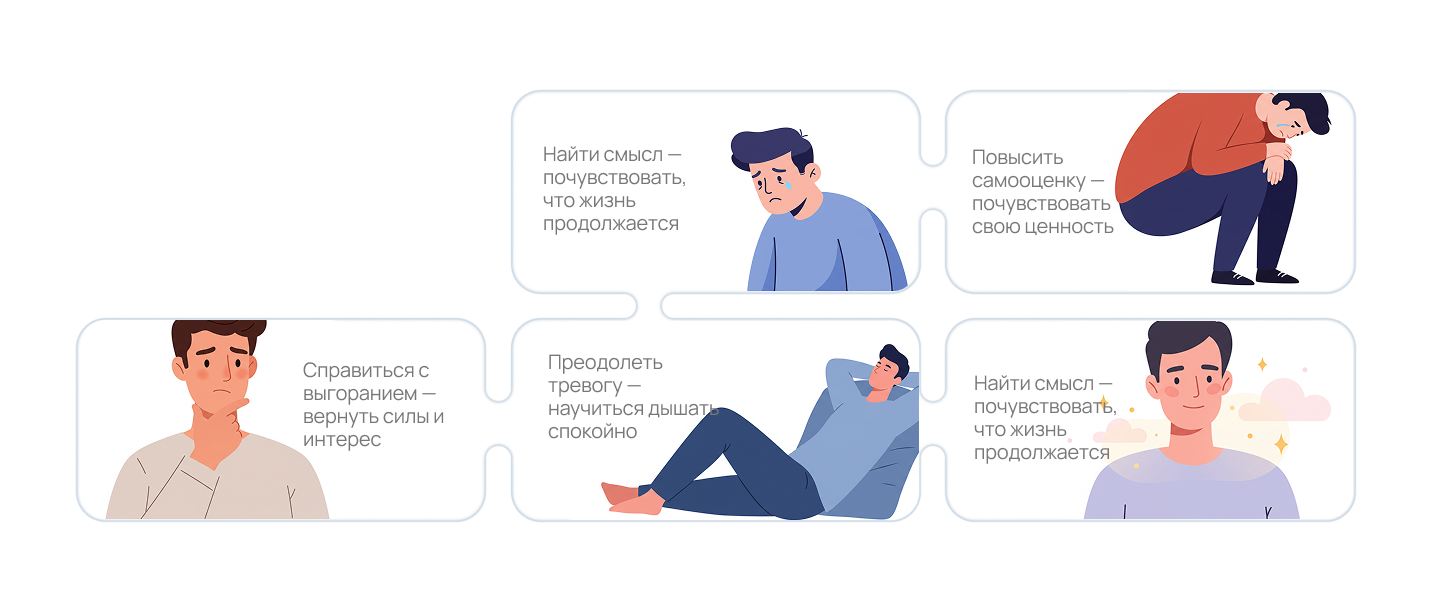 Найти смысл —
почувствовать,
что жизнь
продолжается
Повысить
самооценку —
почувствовать
свою ценность
Справиться с
выгоранием —
вернуть силы и
интерес
Преодолеть
тревогу —
научиться дышать
спокойно
Найти смысл —
почувствовать,
что жизнь
продолжается